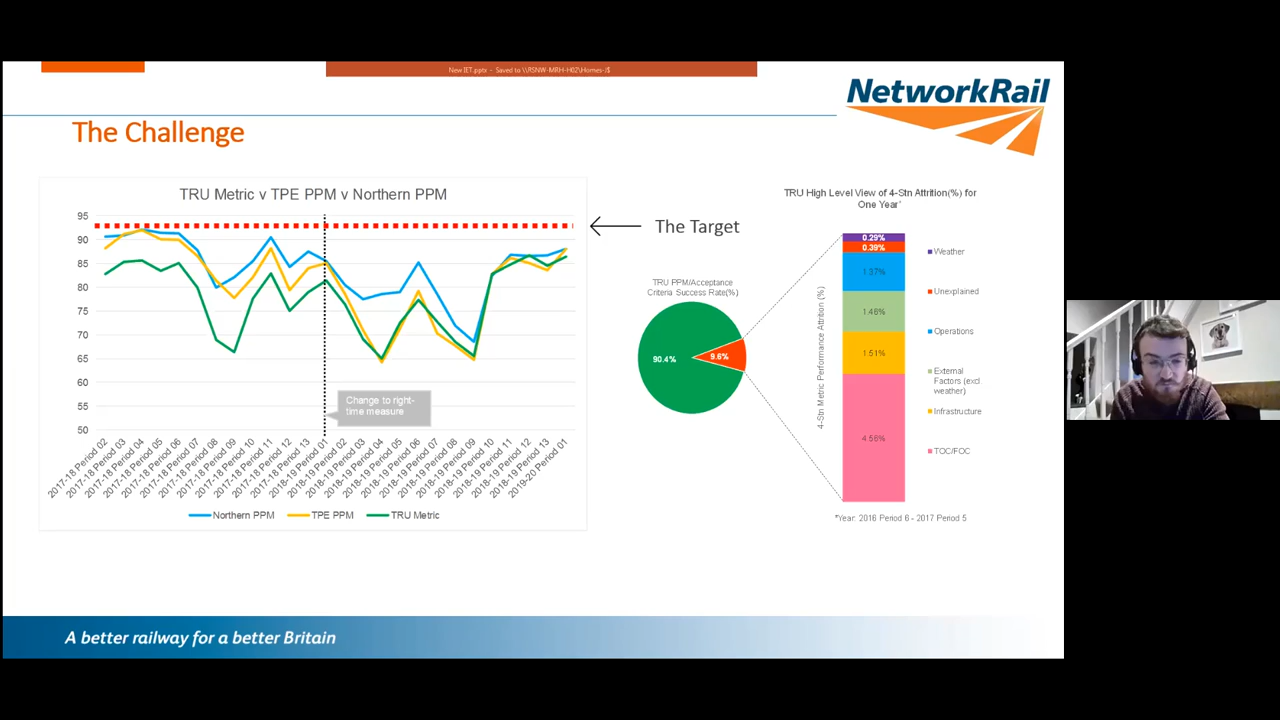 New IET.pptx - Saved to \\RSNW-MRH-H02\Homes-J$
NetworkRail
The Challenge
TRU Metric v TPE PPM v Northern PPM
95
90
85
80
75
70
65
60
55
50
Change to right-
time measure
2017-18 Period 02
2017-18 Period 03
2017-18 Period 04
2017-18 Period 05
2017-18 Period 06
2017-18 Period 07
2017-18 Period 08
2017-18 Period 09
2017-18 Period 10
2017-18 Period 11
2017-18 Period 12
2017-18 Period 13
2018-19 Period 01
2018-19 Period 02
2018-19 Period 03
2018-19 Period 04
2018-19 Period 05
2018-19 Period 06
2018-19 Period 07
2018-19 Period 08
2018-19 Period 09
2018-19 Period 10
2018-19 Period 11
2018-19 Period 12
2018-19 Period 13
2019-20 Period 01
Northern PPM
TPE PPM
TRU Metric
The Target
TRU PPM/Acceptance
Criteria Success Rate(%)
90.4%
9.6%
TRU High Level View of 4-Stn Attrition(%) for
One Year*
4-Stn Metric Performance Attrition (%)
0.29%
0.39%
1.37%
1.46%
1.51%
4.56%
Weather
Unexplained
Operations
External
Factors (excl
weather)
Infrastructure
TOC/FOC
*Year: 2016 Period 6 - 2017 Period 5
A better railway for a better Britain